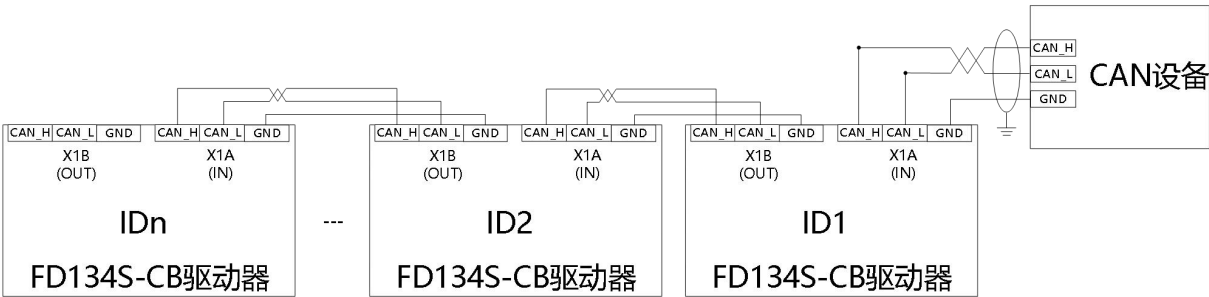 CAN_H
CAN_L
GND
CAN设备
CAN_H CAN_L GND
X1B
(OUT)
CAN_H CAN_L GND
X1A
(IN)
IDn
FD134S-CB驱动器
---
CAN_H CAN_L GND
X1B
(OUT)
CAN_H CAN_L GND
X1A
(IN)
ID2
FD134S-CB驱动器
CAN_H CAN_L GND
X1B
(OUT)
CAN_H CAN_L GND
X1A
(IN)
ID1
FD134S-CB驱动器